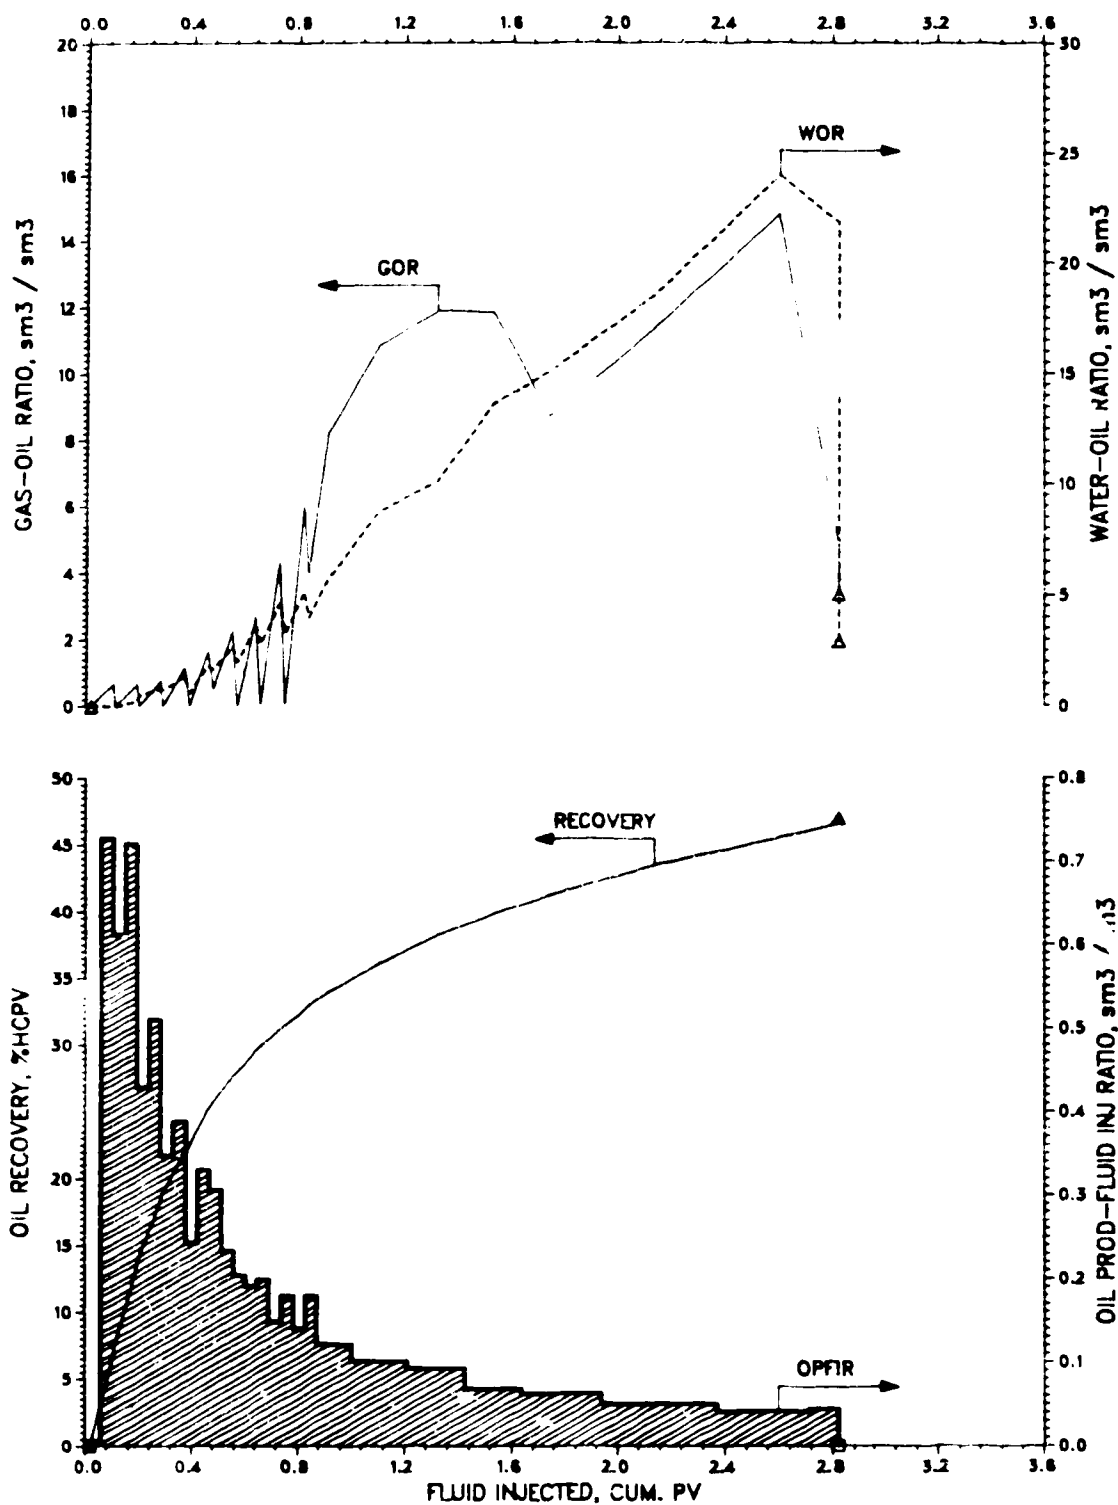 0.0 0.4 0.8 1.2 1.6 2.0 2.4 2.8 3.2 3.6
20 30
18
WOR
16 25
14
GOR 20
12
10 15
8
6 10
4
5
2
0 0
GAS-OIL RATIO, sm3 / sm3
WATER-OIL RATIO, sm3 / sm3
50 0.8
RECOVERY
45 0.7
40 0.6
35
0.5
30
0.4
20 0.3
15
0.2
10
OPFIR 0.1
5
0 0.0
OIL RECOVERY, %HCPV
OIL PROD-FLUID INJ RATIO, sm3 /
0.0 0.4 0.8 1.2 1.6 2.0 2.4 2.8 3.2 3.6
FLUID INJECTED, CUM. PV